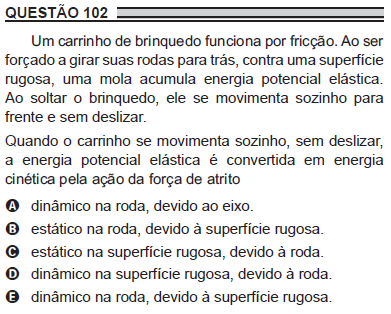 QUESTÃO 102
Um carrinho de brinquedo funciona por fricção. Ao ser
forçado a girar suas rodas para trás, contra uma superfície
rugosa, uma mola acumula energia potencial elástica.
Ao soltar o brinquedo, ele se movimenta sozinho para
frente e sem deslizar.
Quando o carrinho se movimenta sozinho, sem deslizar,
a energia potencial elástica é convertida em energia
cinética pela ação da força de atrito
A dinâmico na roda, devido ao eixo.
B estático na roda, devido à superfície rugosa.
C estático na superfície rugosa, devido à roda.
D dinâmico na superfície rugosa, devido à roda.
E dinâmico na roda, devido à superfície rugosa.